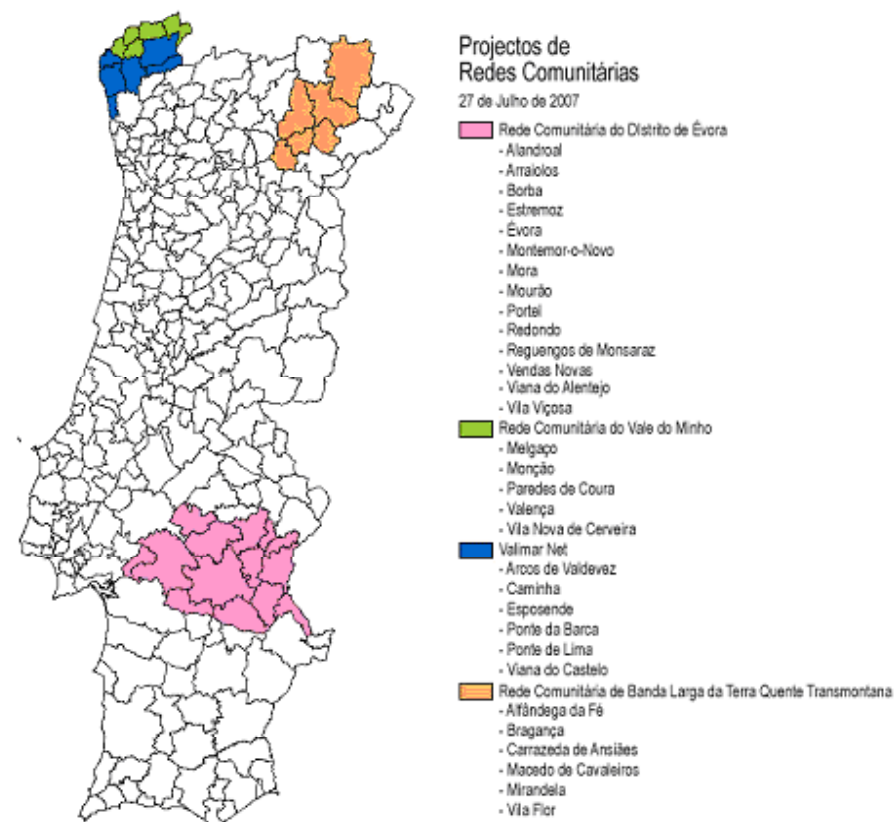 Projectos de
Redes Comunitárias
27 de Julho de 2007
Rede Comunitária do DIstrito de Évora
- Alandroal
- Arraiolos
- Borba
- Estremoz
- Évora
- Montemor-o-Novo
- Mora
- Mourão
- Portel
- Redondo
- Reguengos de Monsaraz
- Vendas Novas
- Viana do Alentejo
- Vila Viçosa
Rede Comunitária do Vale do Minho
- Melgaço
- Monção
- Paredes de Coura
- Valença
- Vila Nova de Cerveira
Valimar Net
- Arcos de Valdevez
- Caminha
- Esposende
- Ponte da Barca
- Ponte de Lima
- Viana do Castelo
Rede Comunitária de Banda Larga da Terra Quente Transmontana
- Alfândega da Fé
- Bragança
- Carrazeda de Ansiães
- Macedo de Cavaleiros
- Mirandela
- Vila Flor